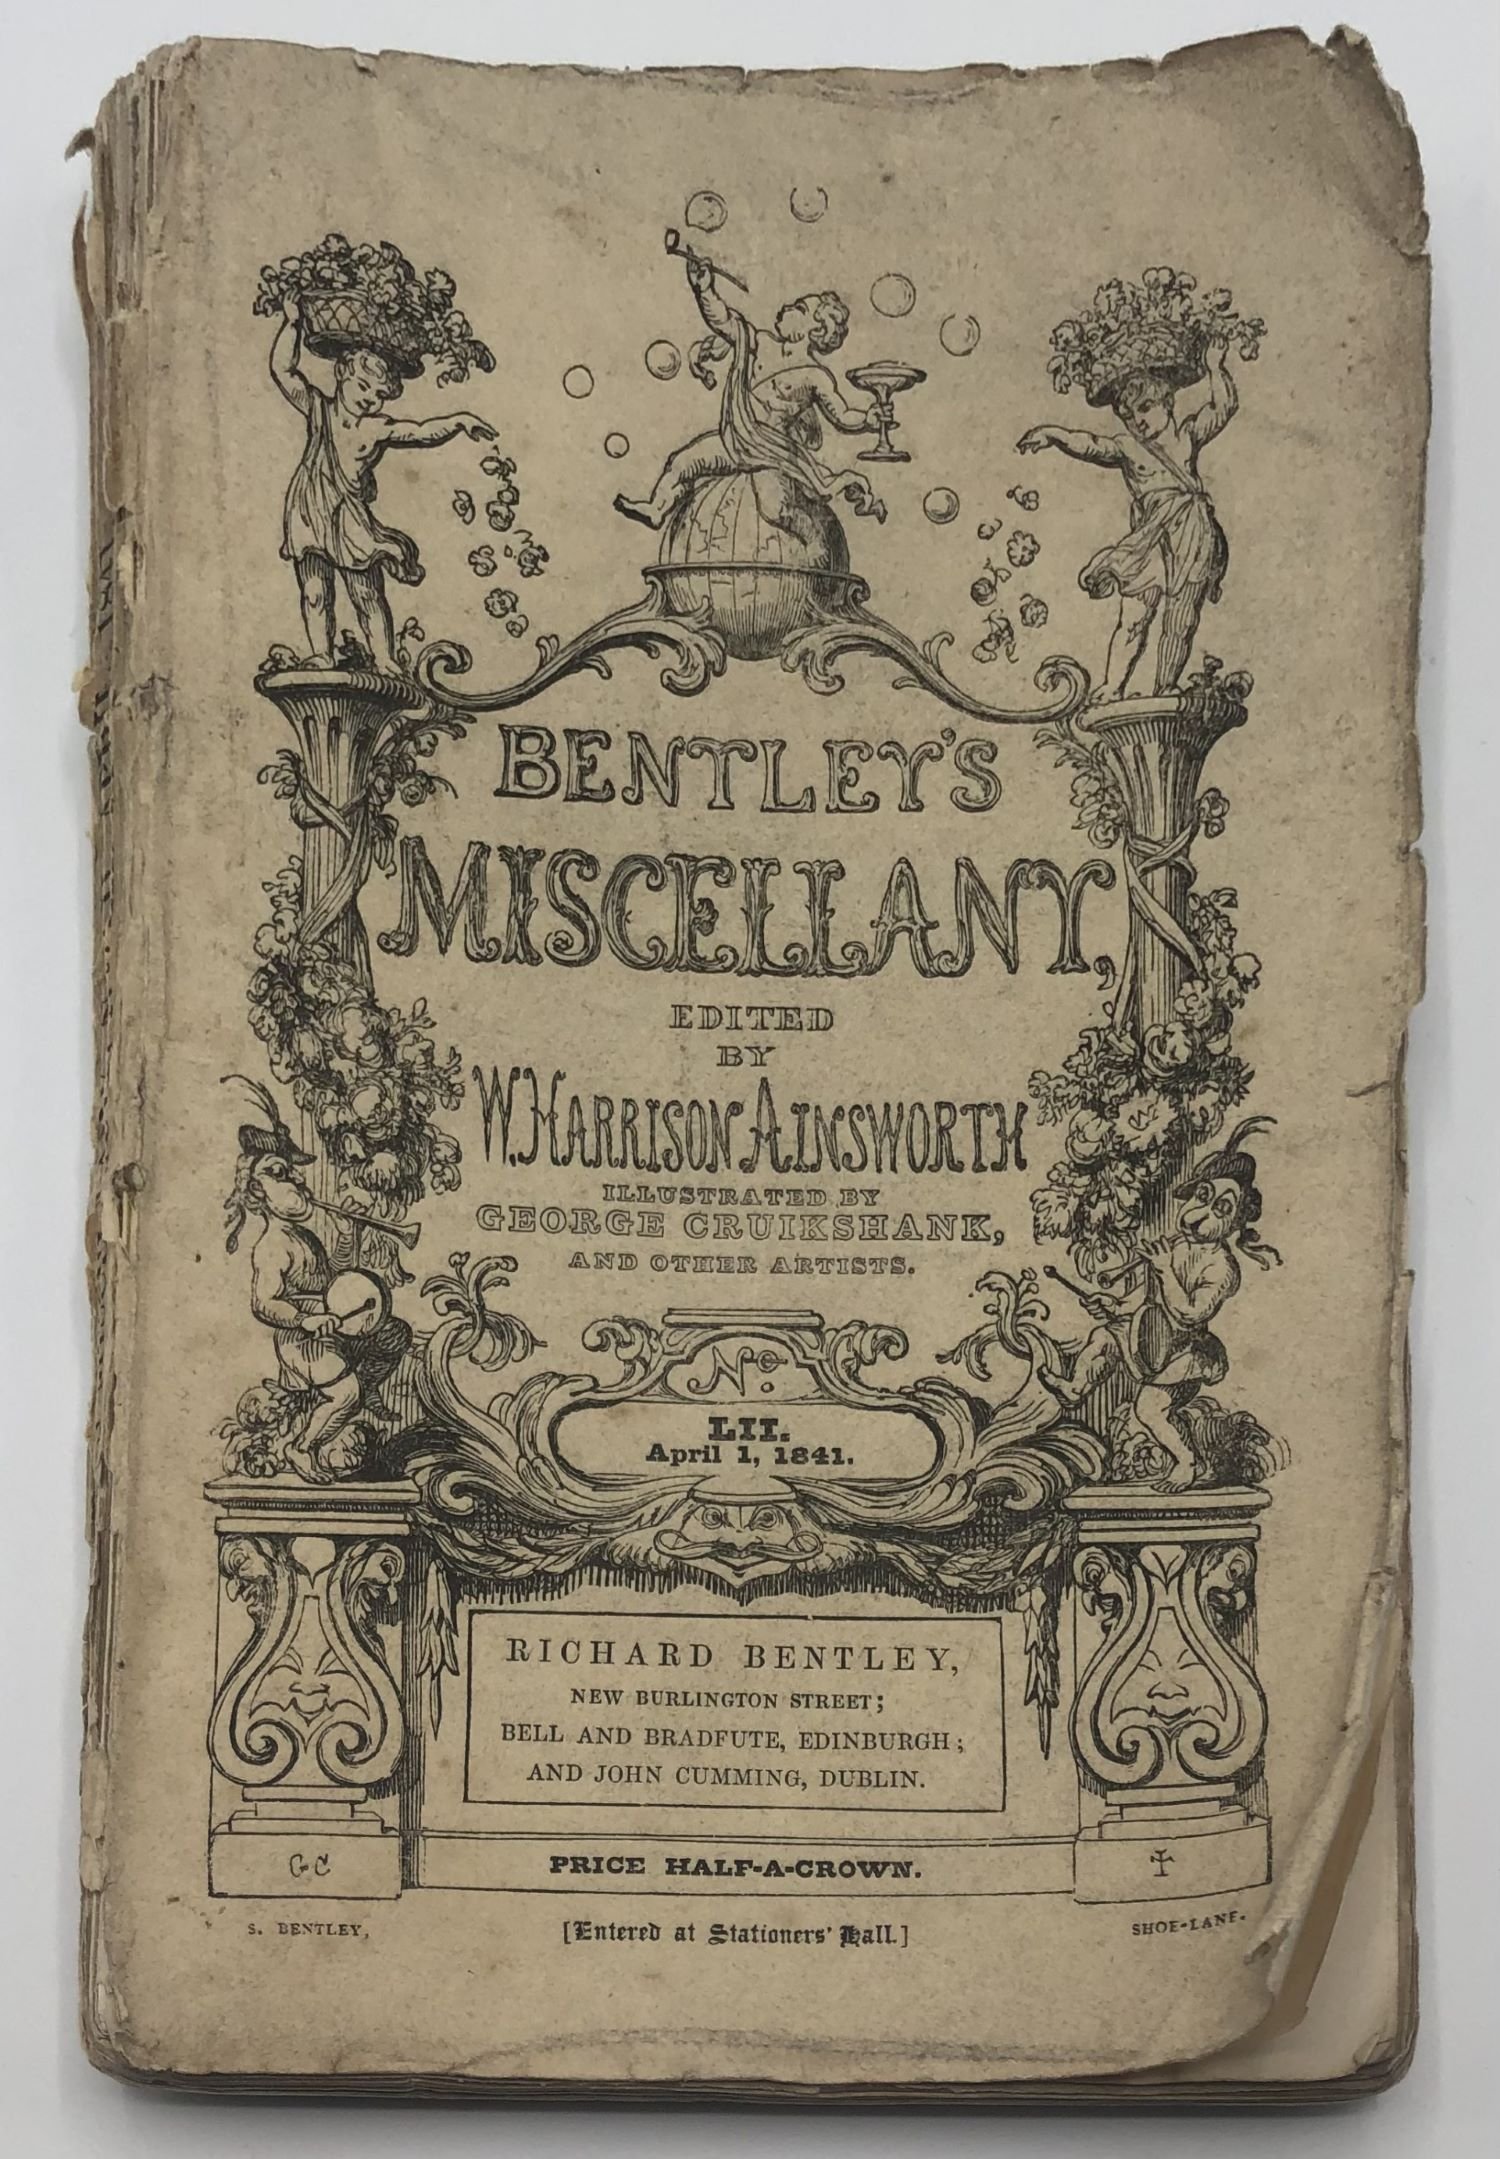 BENTLEY'S
MISCELLANY,
EDITED
BY
W. HARRISON AINSWORTH
ILLUSTRATED BY
GEORGE CRUIKSHANK,
AND OTHER ARTISTS.
No.
LII.
April 1, 1841.
RICHARD BENTLEY,
NEW BURLINGTON STREET;
BELL AND BRADFUTE, EDINBURGH;
AND JOHN CUMMING, DUBLIN.
GC
PRICE HALF-A-CROWN.
S. BENTLEY,
[Entered at Stationers' Hall.]
SHOE-LANE.